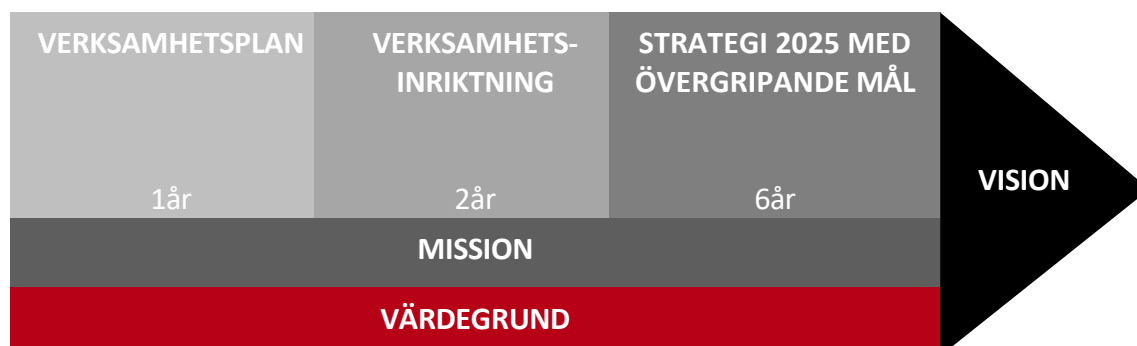 VERKSAMHETSPLAN
VERKSAMHETS-
INRIKTNING
STRATEGI 2025 MED
ÖVERGRIPANDE MÅL
1år
2år
6år
VISION
MISSION
VÄRDEGRUND